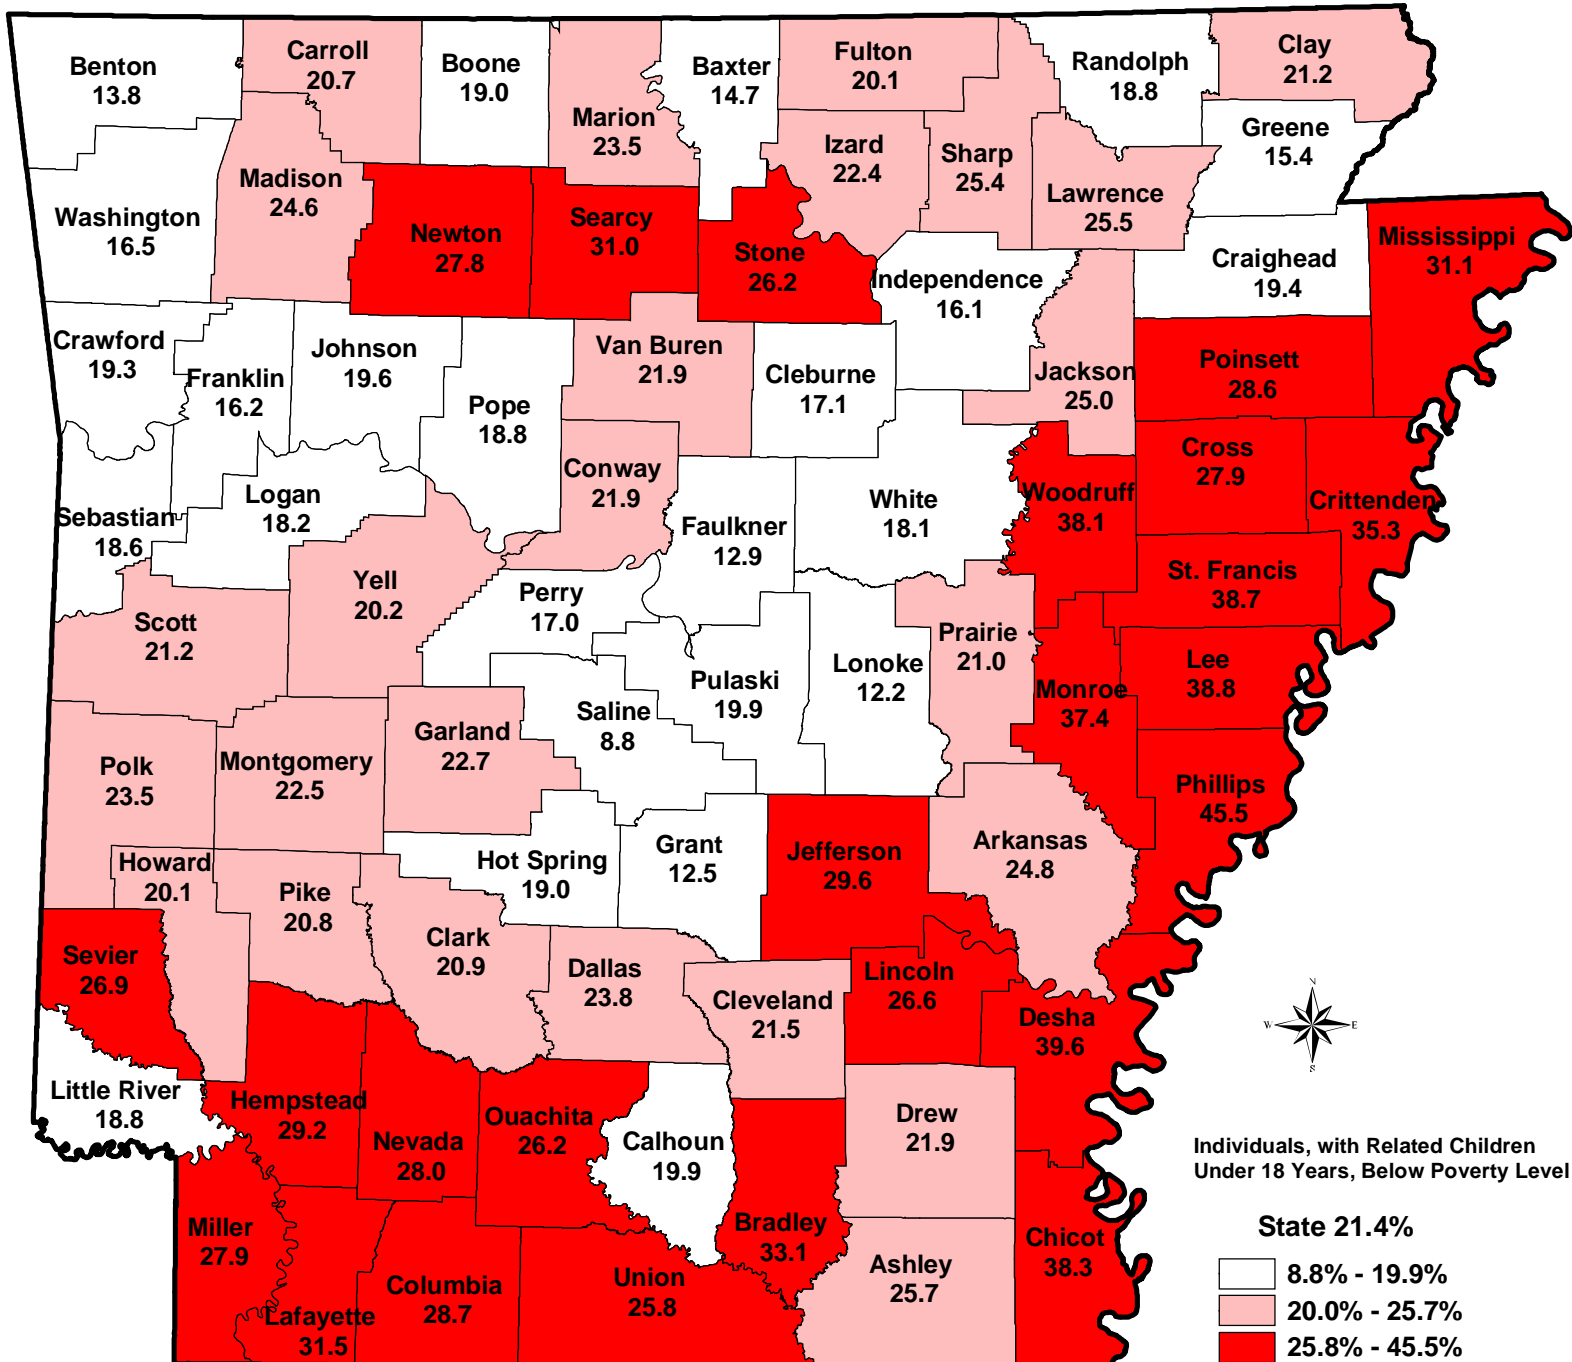 Benton
13.8
Carroll
20.7
Boone
19.0
Marion
23.5
Baxter
14.7
Fulton
20.1
Randolph
18.8
Clay
21.2
Greene
15.4
Izard
22.4
Sharp
25.4
Lawrence
25.5
Washington
16.5
Madison
24.6
Newton
27.8
Searcy
31.0
Stone
26.2
Independence
16.1
Craighead
19.4
Mississippi
31.1
Crawford
19.3
Franklin
16.2
Johnson
19.6
Pope
18.8
Van Buren
21.9
Cleburne
17.1
Jackson
25.0
Poinsett
28.6
Sebastian
18.6
Logan
18.2
Conway
21.9
Faulkner
12.9
White
18.1
Woodruff
38.1
Cross
27.9
Crittenden
35.3
Scott
21.2
Yell
20.2
Perry
17.0
St. Francis
38.7
Polk
23.5
Montgomery
22.5
Garland
22.7
Saline
8.8
Pulaski
19.9
Lonoke
12.2
Prairie
21.0
Monroe
37.4
Lee
38.8
Phillips
45.5
Howard
20.1
Pike
20.8
Hot Spring
19.0
Grant
12.5
Jefferson
29.6
Arkansas
24.8
Sevier
26.9
Clark
20.9
Dallas
23.8
Cleveland
21.5
Lincoln
26.6
Desha
39.6
N
W
E
S
Little River
18.8
Hempstead
29.2
Nevada
28.0
Ouachita
26.2
Calhoun
19.9
Drew
21.9
Miller
27.9
Lafayette
31.5
Columbia
28.7
Union
25.8
Bradley
33.1
Ashley
25.7
Chicot
38.3
Individuals, with Related Children
Under 18 Years, Below Poverty Level
State 21.4%
8.8% - 19.9%
20.0% - 25.7%
25.8% - 45.5%